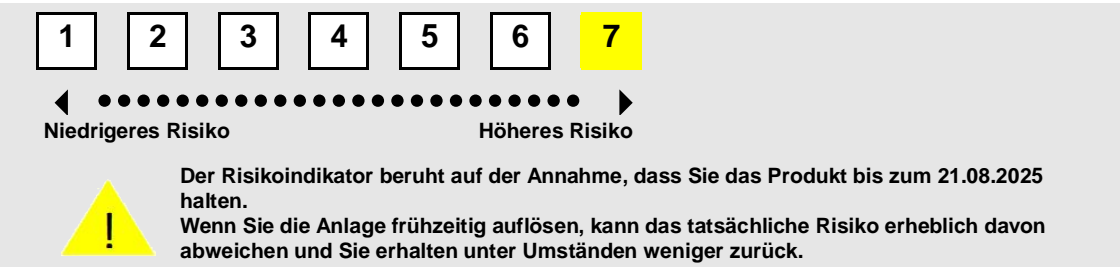 1 2 3 4 5 6 7
Niedrigeres Risiko Höheres Risiko
Der Risikoindikator beruht auf der Annahme, dass Sie das Produkt bis zum 21.08.2025
halten.
Wenn Sie die Anlage frühzeitig auflösen, kann das tatsächliche Risiko erheblich davon
abweichen und Sie erhalten unter Umständen weniger zurück.
!